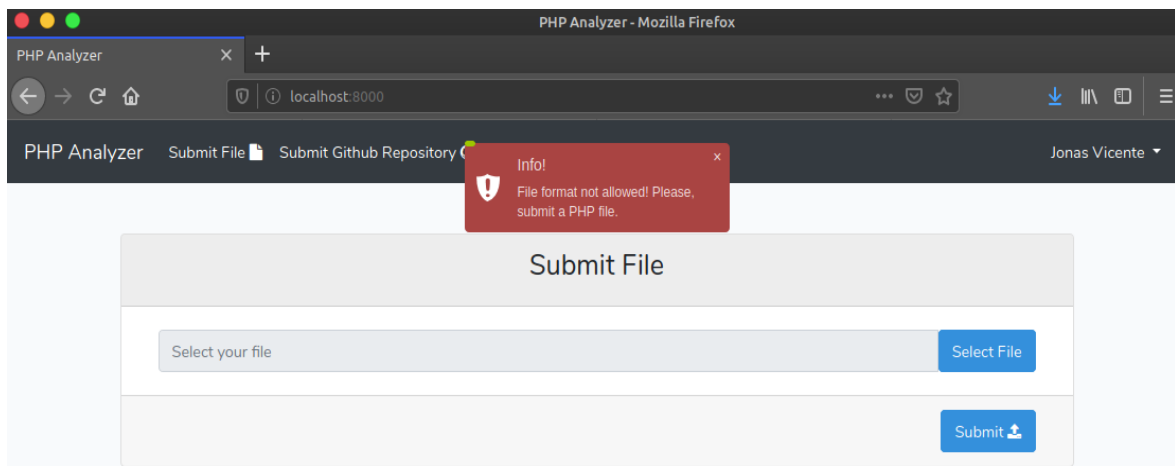 PHP Analyzer - Mozilla Firefox
PHP Analyzer
localhost:8000
PHP Analyzer Submit File Submit Github Repository Jonas Vicente
Info!
File format not allowed! Please,
submit a PHP file.
Submit File
Select your file Select File
Submit